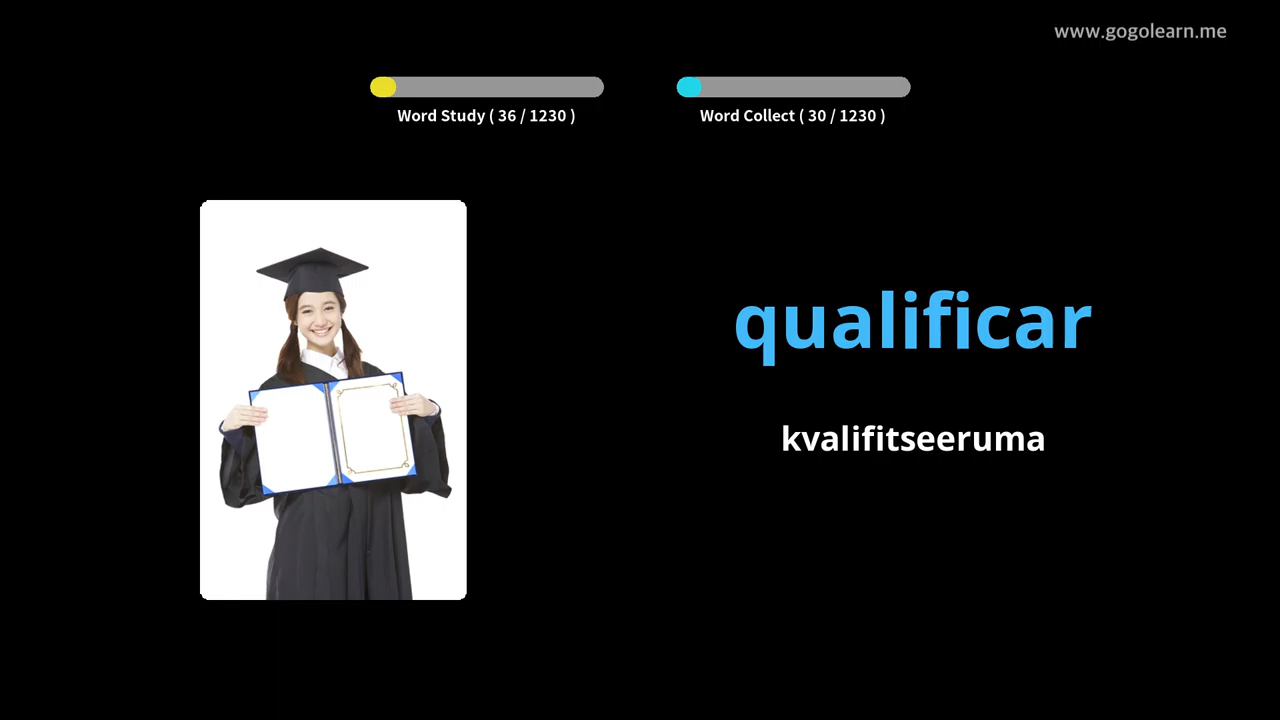 www.gogolearn.me
Word Study ( 36 / 1230 )
Word Collect ( 30 / 1230 )
qualificar
kvalifitseeruma